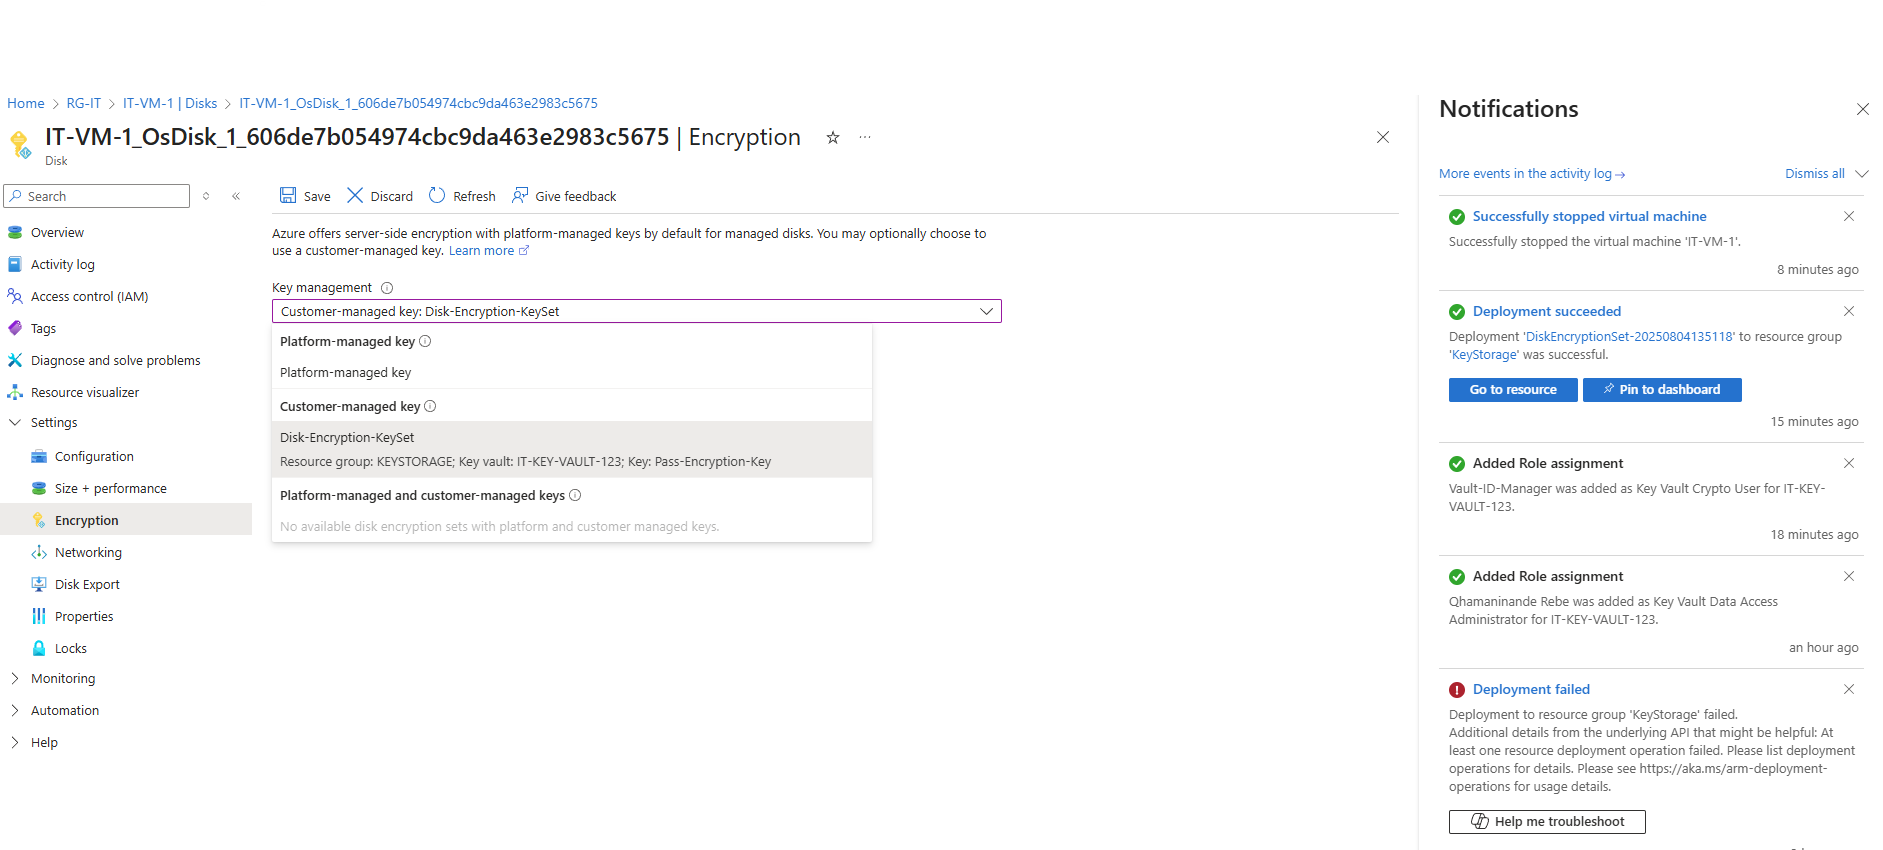 Home > RG-IT > IT-VM-1 | Disks > IT-VM-1_OsDisk_1_606de7b054974cbc9da463e2983c5675
IT-VM-1_OsDisk_1_606de7b054974cbc9da463e2983c5675 | Encryption
Disk
Search
Overview
Activity log
Access control (IAM)
Tags
Diagnose and solve problems
Resource visualizer
Settings
Configuration
Size + performance
Encryption
Networking
Disk Export
Properties
Locks
Monitoring
Automation
Help
Save Discard Refresh Give feedback
Azure offers server-side encryption with platform-managed keys by default for managed disks. You may optionally choose to
use a customer-managed key. Learn more
Key management
Customer-managed key: Disk-Encryption-KeySet
Platform-managed key
Platform-managed key
Customer-managed key
Disk-Encryption-KeySet
Resource group: KEYSTORAGE; Key vault: IT-KEY-VAULT-123; Key: Pass-Encryption-Key
Platform-managed and customer-managed keys
No available disk encryption sets with platform and customer managed keys.
Notifications
More events in the activity log → Dismiss all
Successfully stopped virtual machine
Successfully stopped the virtual machine 'IT-VM-1'.
8 minutes ago
Deployment succeeded
Deployment 'DiskEncryptionSet-20250804135118' to resource group
'KeyStorage' was successful.
Go to resource Pin to dashboard
15 minutes ago
Added Role assignment
Vault-ID-Manager was added as Key Vault Crypto User for IT-KEY-
VAULT-123.
18 minutes ago
Added Role assignment
Qhamaninande Rebe was added as Key Vault Data Access
Administrator for IT-KEY-VAULT-123.
an hour ago
Deployment failed
Deployment to resource group 'KeyStorage' failed.
Additional details from the underlying API that might be helpful: At
least one resource deployment operation failed. Please list deployment
operations for details. Please see https://aka.ms/arm-deployment-
operations for usage details.
Help me troubleshoot